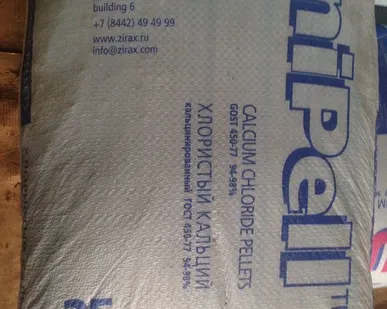 building 6
+7 (8442) 49 49 99
www.zirax.ru
info@zirax.com
nipell
CALCIUM CHLORIDE PELLETS
GOST 450-77 94-98%
ХЛОРИСТЫЙ КАЛЬЦИЙ
кальцинированный ГОСТ 450-77 94-98%